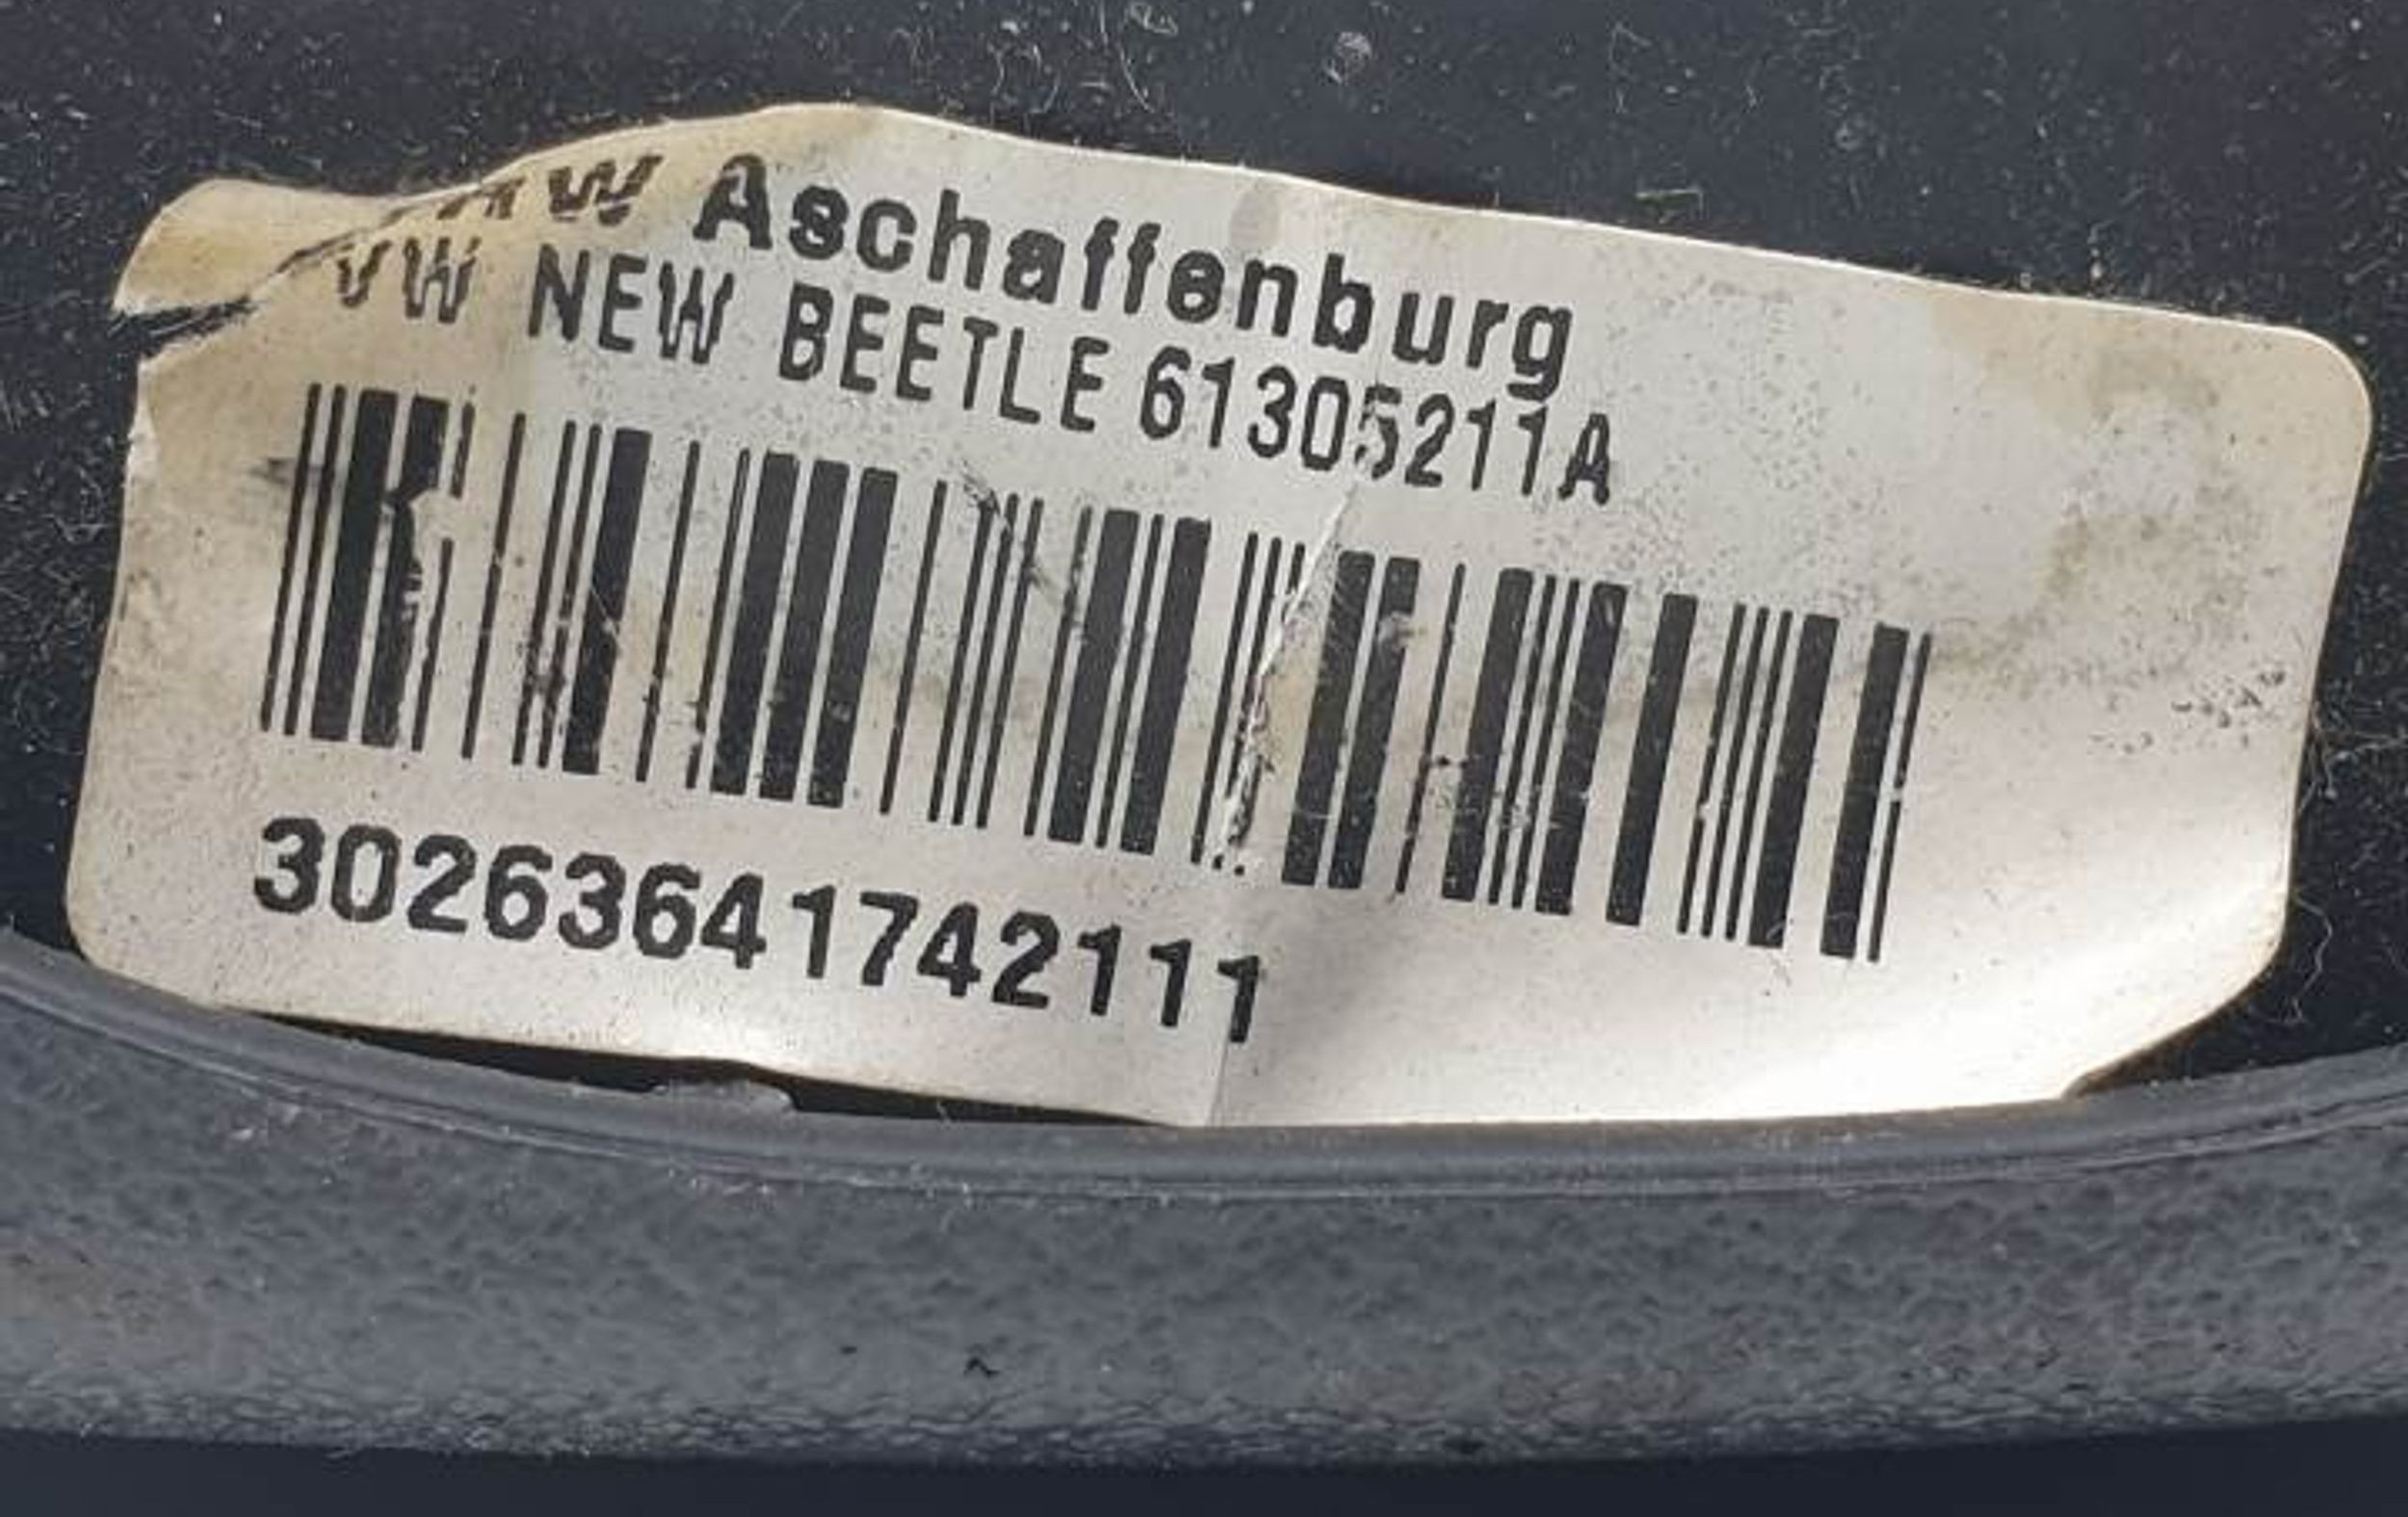 Aschaffenburg
VW NEW BEETLE 61305211A
30263641742111